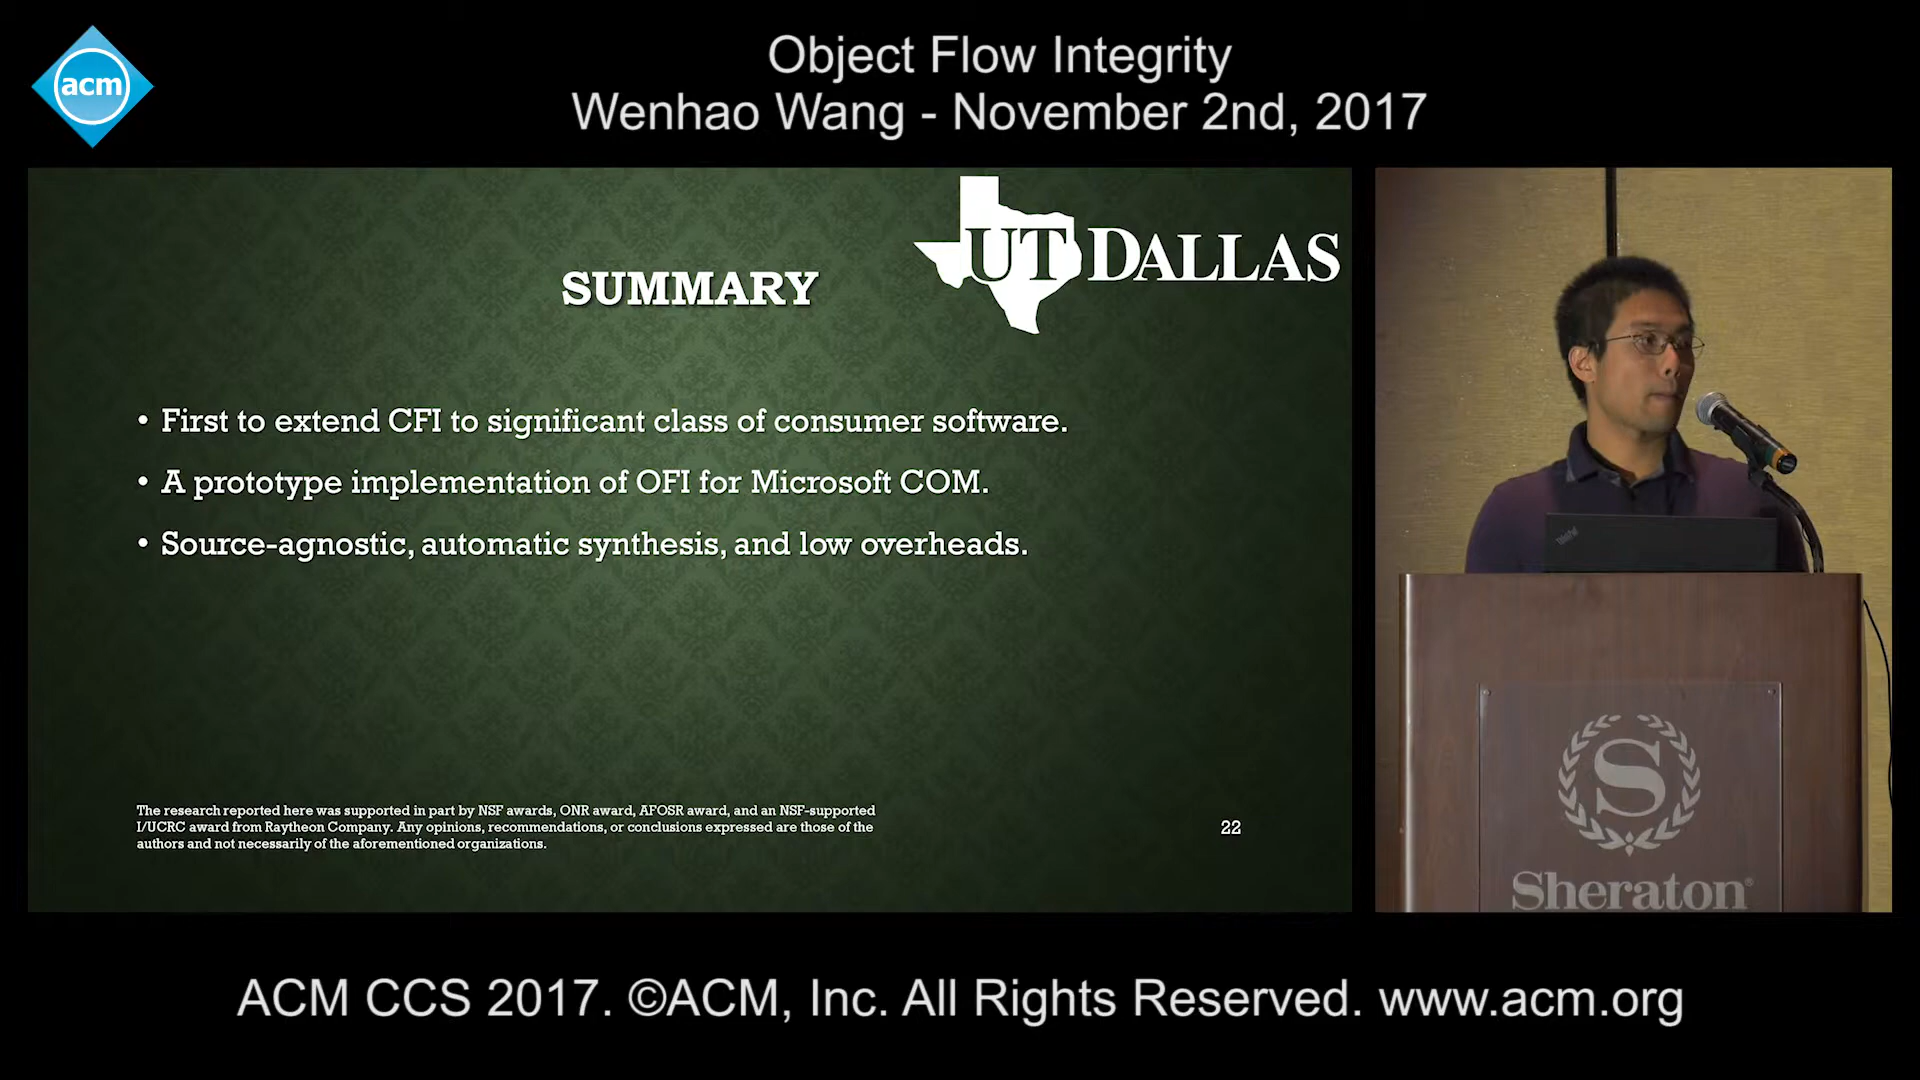 acm
Object Flow Integrity
Wenhao Wang - November 2nd, 2017
UT DALLAS
SUMMARY
• First to extend CFI to significant class of consumer software.
• A prototype implementation of OFI for Microsoft COM.
• Source-agnostic, automatic synthesis, and low overheads.
The research reported here was supported in part by NSF awards, ONR award, AFOSR award, and an NSF-supported
I/UCRC award from Raytheon Company. Any opinions, recommendations, or conclusions expressed are those of the
authors and not necessarily of the aforementioned organizations.
22
S
Sheraton®
ACM CCS 2017. ©ACM, Inc. All Rights Reserved. www.acm.org